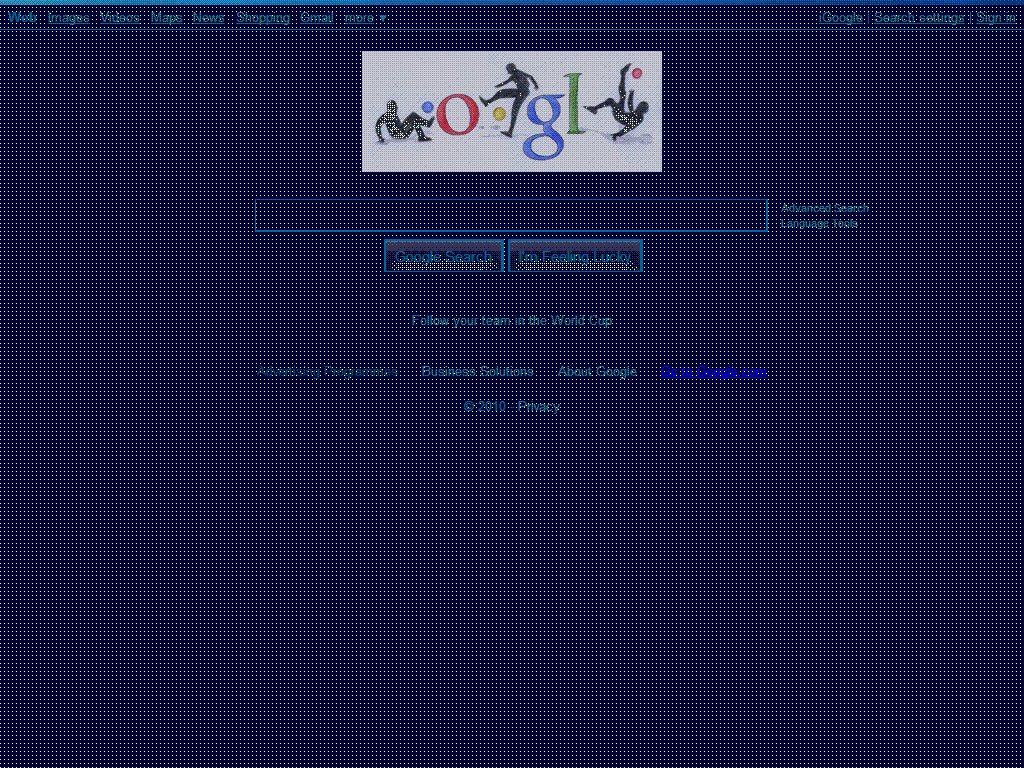 Web Images Videos Maps News Shopping Gmail more ▼
iGoogle | Search settings | Sign in
Google
Advanced Search
Language Tools
Google Search I'm Feeling Lucky
Follow your team in the World Cup
Advertising Programmes Business Solutions About Google Go to Google.com
© 2010 - Privacy